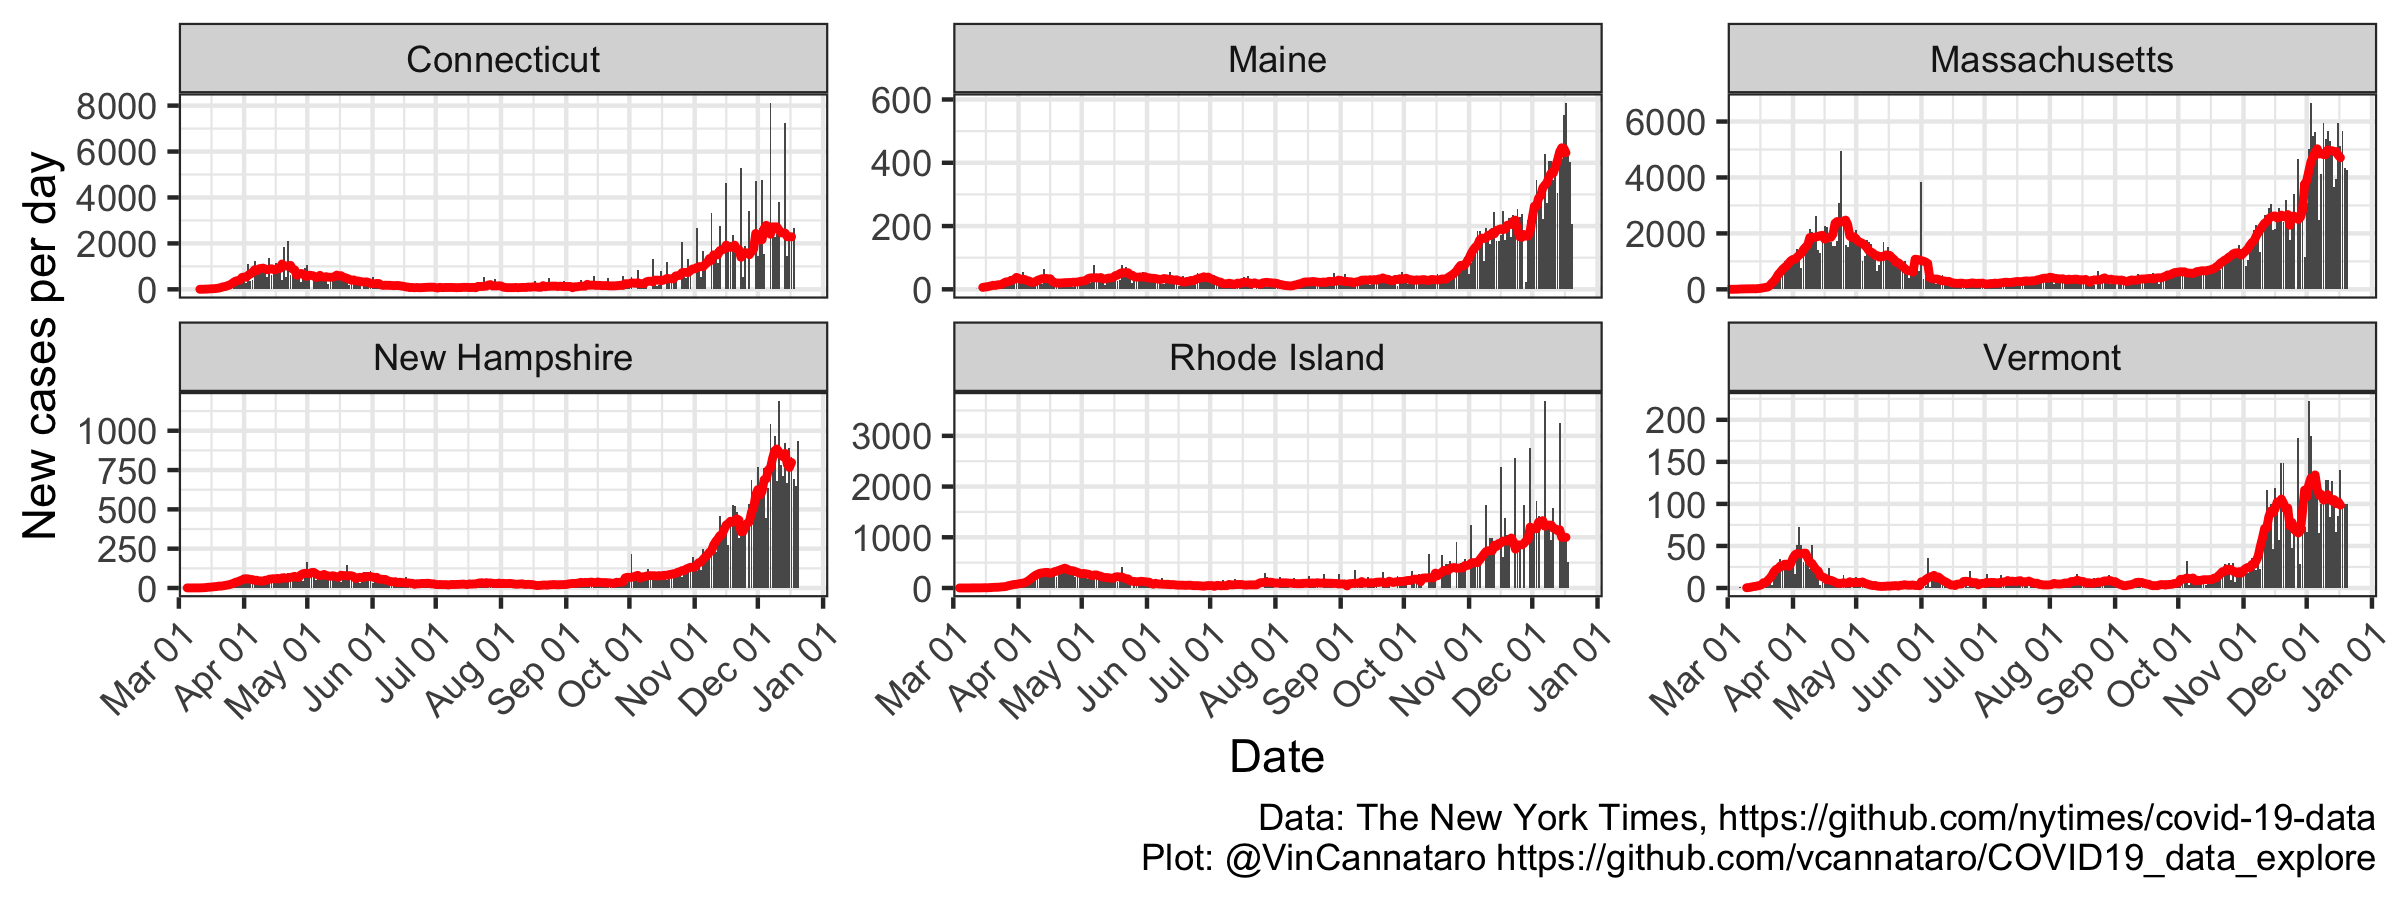 Connecticut
Maine
Massachusetts
8000
6000
4000
2000
0
600
400
200
0
6000
4000
2000
0
New Hampshire
Rhode Island
Vermont
1000
750
500
250
0
3000
2000
1000
0
200
150
100
50
0
Mar 01 Apr 01 May 01 Jun 01 Jul 01 Aug 01 Sep 01 Oct 01 Nov 01 Dec 01 Jan 01
Mar 01 Apr 01 May 01 Jun 01 Jul 01 Aug 01 Sep 01 Oct 01 Nov 01 Dec 01 Jan 01
Mar 01 Apr 01 May 01 Jun 01 Jul 01 Aug 01 Sep 01 Oct 01 Nov 01 Dec 01 Jan 01
New cases per day
Date
Data: The New York Times, https://github.com/nytimes/covid-19-data
Plot: @VinCannataro https://github.com/vcannataro/COVID19_data_explore